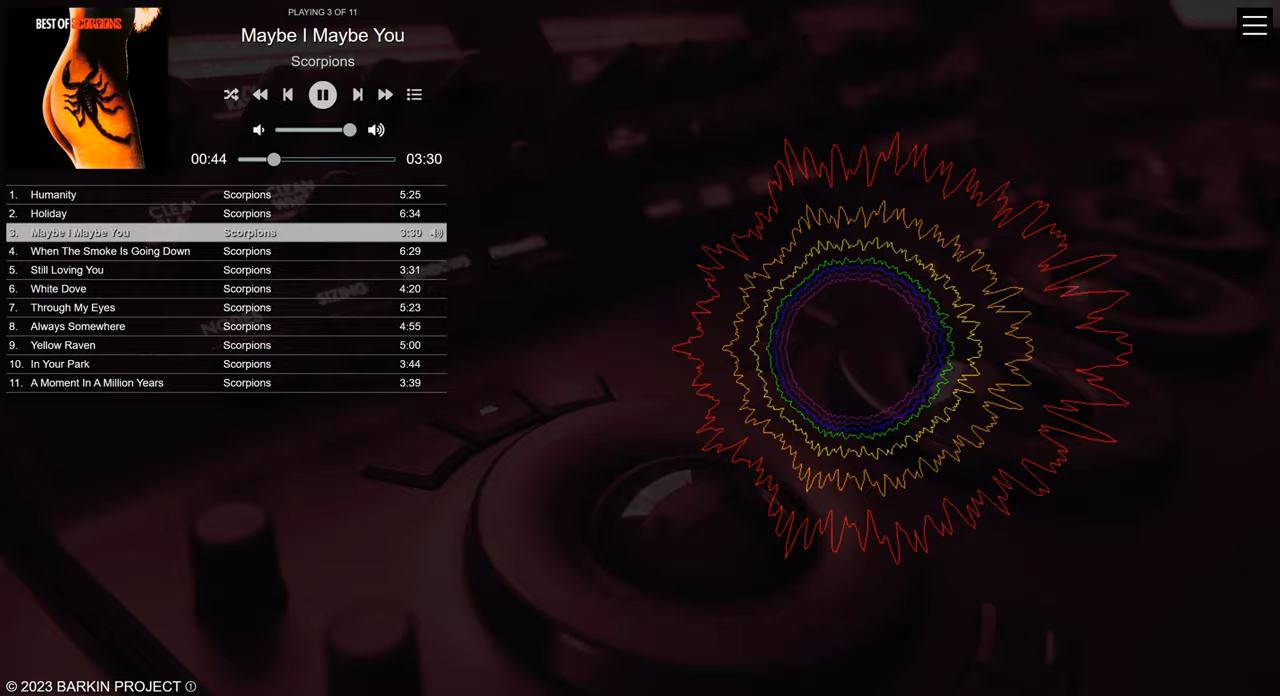 BEST OF SCORPIONS
PLAYING 3 OF 11
Maybe I Maybe You
Scorpions
00:44 03:30
1. Humanity Scorpions 5:25
2. Holiday Scorpions 6:34
3. Maybe I Maybe You Scorpions 3:30
4. When The Smoke Is Going Down Scorpions 6:29
5. Still Loving You Scorpions 3:31
6. White Dove Scorpions 4:20
7. Through My Eyes Scorpions 5:23
8. Always Somewhere Scorpions 4:55
9. Yellow Raven Scorpions 5:00
10. In Your Park Scorpions 3:44
11. A Moment In A Million Years Scorpions 3:39
SIZING
© 2023 BARKIN PROJECT ①